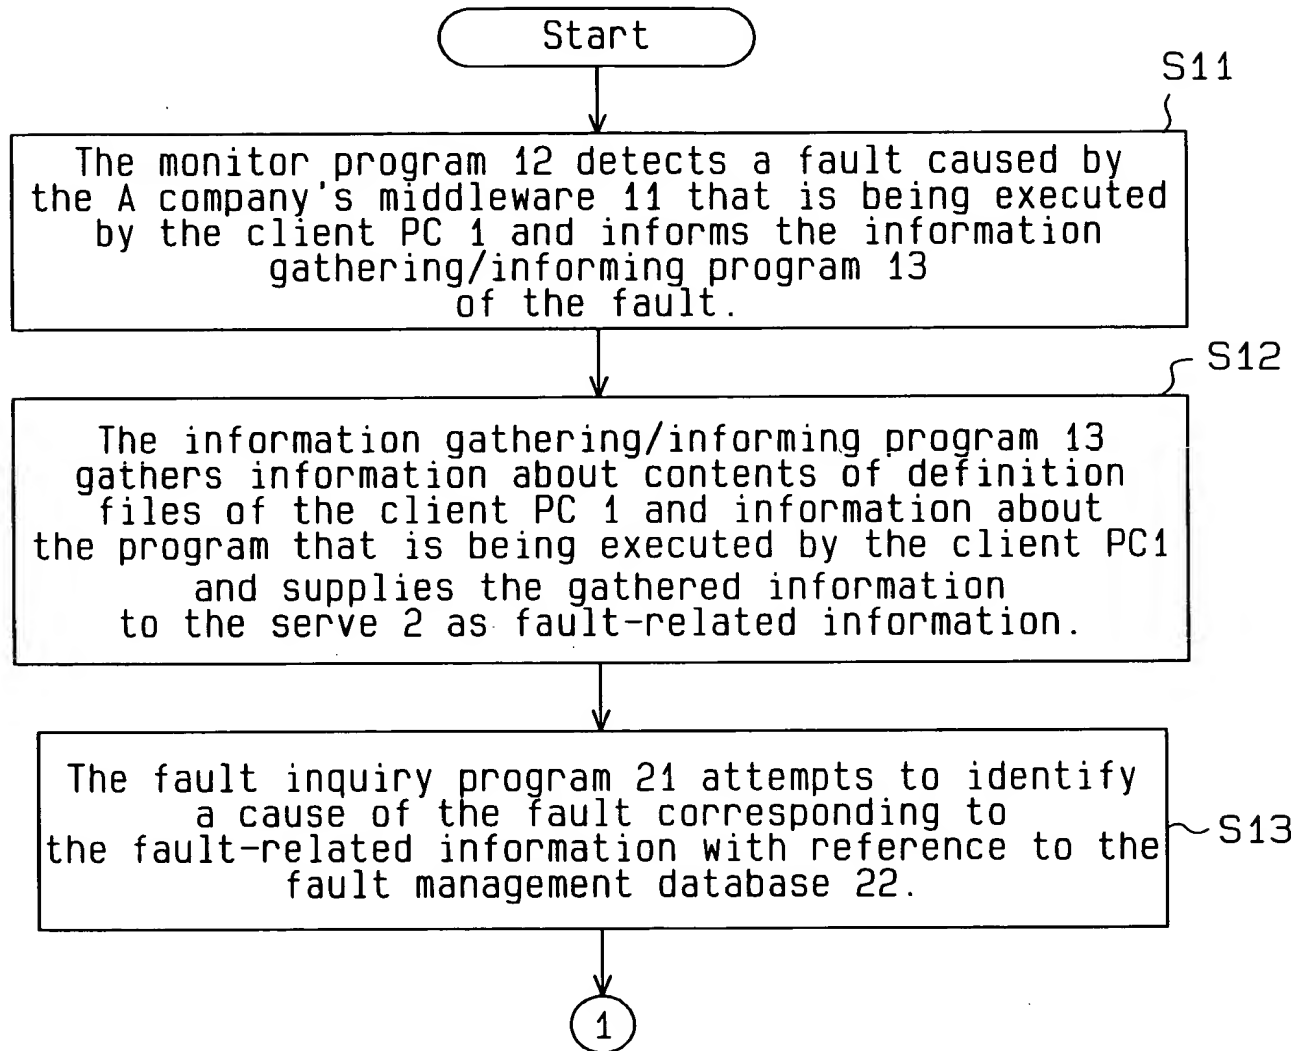 Start
S11
The monitor program 12 detects a fault caused by
the A company's middleware 11 that is being executed
by the client PC 1 and informs the information
gathering/informing program 13
of the fault.
S12
The information gathering/informing program 13
gathers information about contents of definition
files of the client PC 1 and information about
the program that is being executed by the client PC1
and supplies the gathered information
to the serve 2 as fault-related information.
The fault inquiry program 21 attempts to identify
a cause of the fault corresponding to
the fault-related information with reference to the
fault management database 22.
S13
1